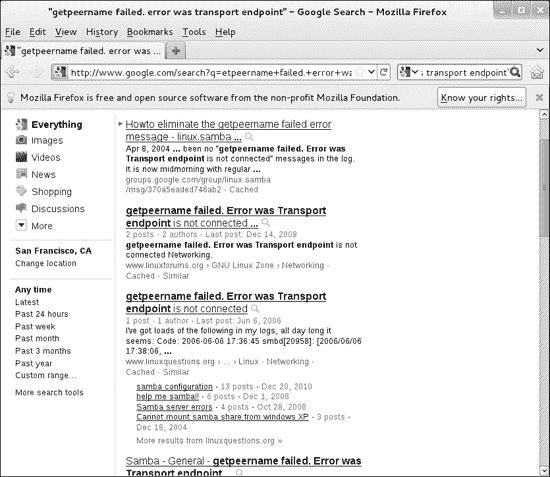 "getpeername failed. error was transport endpoint" – Google Search – Mozilla Firefox
File Edit View History Bookmarks Tools Help
"getpeername failed. error was ...
http://www.google.com/search?q=etpeername+failed.+error+wa
transport endpoint"
Mozilla Firefox is free and open source software from the non-profit Mozilla Foundation.
Know your rights...
Everything
Images
Videos
News
Shopping
Discussions
More
San Francisco, CA
Change location
Any time
Latest
Past 24 hours
Past week
Past month
Past 3 months
Past year
Custom range...
More search tools
Howto eliminate the getpeername failed error
message - linux.samba ...
Apr 8, 2004 ... been no "getpeername failed. Error was
Transport endpoint is not connected" messages in the log.
It is now midmorning with regular ...
groups.google.com/group/linux.samba
/msg/370a5eaded746ab2 - Cached
getpeername failed. Error was Transport
endpoint is not connected ...
2 posts - 2 authors - Last post: Dec 14, 2008
getpeername failed. Error was Transport endpoint is not
connected Networking.
www.linuxforums.org › GNU Linux Zone › Networking -
Cached - Similar
getpeername failed. Error was Transport
endpoint is not connected
1 post - 1 author - Last post: Jun 6, 2006
I've got loads of the following in my logs, all day long it
seems: Code: 2006-06-06 17:36:45 smbd[20958]: [2006/06/06
17:38:06, ...
www.linuxquestions.org › ... › Linux - Networking -
Cached - Similar
samba configuration - 13 posts - Dec 20, 2010
help me samba!! - 6 posts - Dec 1, 2008
Samba server errors - 4 posts - Oct 28, 2008
Cannot mount samba share from windows XP - 3 posts -
Dec 18, 2004
More results from linuxquestions.org »
Samba - General - getpeername failed. Error was
Transport endpoint